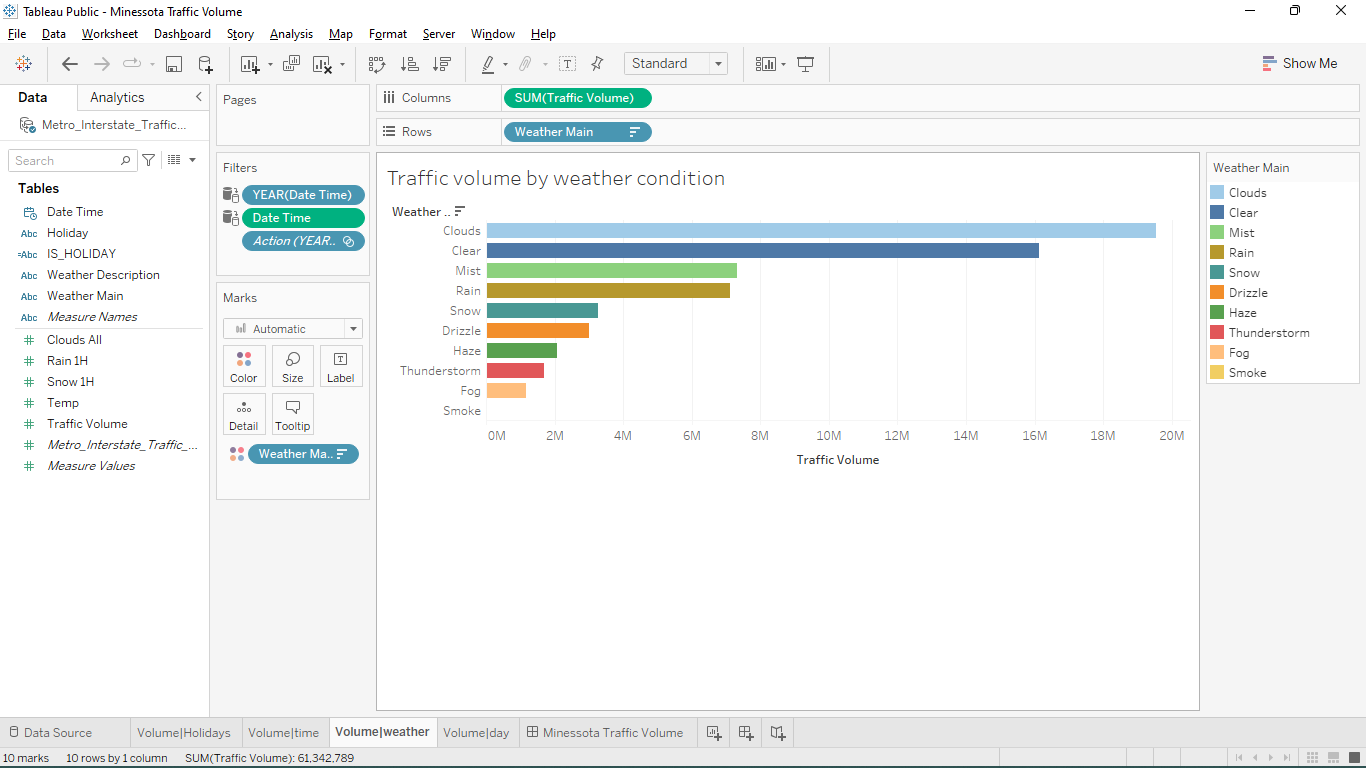 Tableau Public - Minessota Traffic Volume
File Data Worksheet Dashboard Story Analysis Map Format Server Window Help
Standard
Show Me
Data Analytics
Metro_Interstate_Traffic...
Search
Tables
Date Time
Abc Holiday
=Abc IS_HOLIDAY
Abc Weather Description
Abc Weather Main
Abc Measure Names
Clouds All
Rain 1H
Snow 1H
Temp
Traffic Volume
Metro_Interstate_Traffic_...
Measure Values
Pages
Filters
YEAR(Date Time)
Date Time
Action (YEAR..
Marks
Automatic
Color Size Label
Detail Tooltip
Weather Ma..
Columns SUM(Traffic Volume)
Rows Weather Main
Traffic volume by weather condition
Weather ..
Clouds
Clear
Mist
Rain
Snow
Drizzle
Haze
Thunderstorm
Fog
Smoke
0M 2M 4M 6M 8M 10M 12M 14M 16M 18M 20M
Traffic Volume
Weather Main
Clouds
Clear
Mist
Rain
Snow
Drizzle
Haze
Thunderstorm
Fog
Smoke
Data Source Volume|Holidays Volume|time Volume|weather Volume|day Minessota Traffic Volume
10 marks 10 rows by 1 column SUM(Traffic Volume): 61,342,789